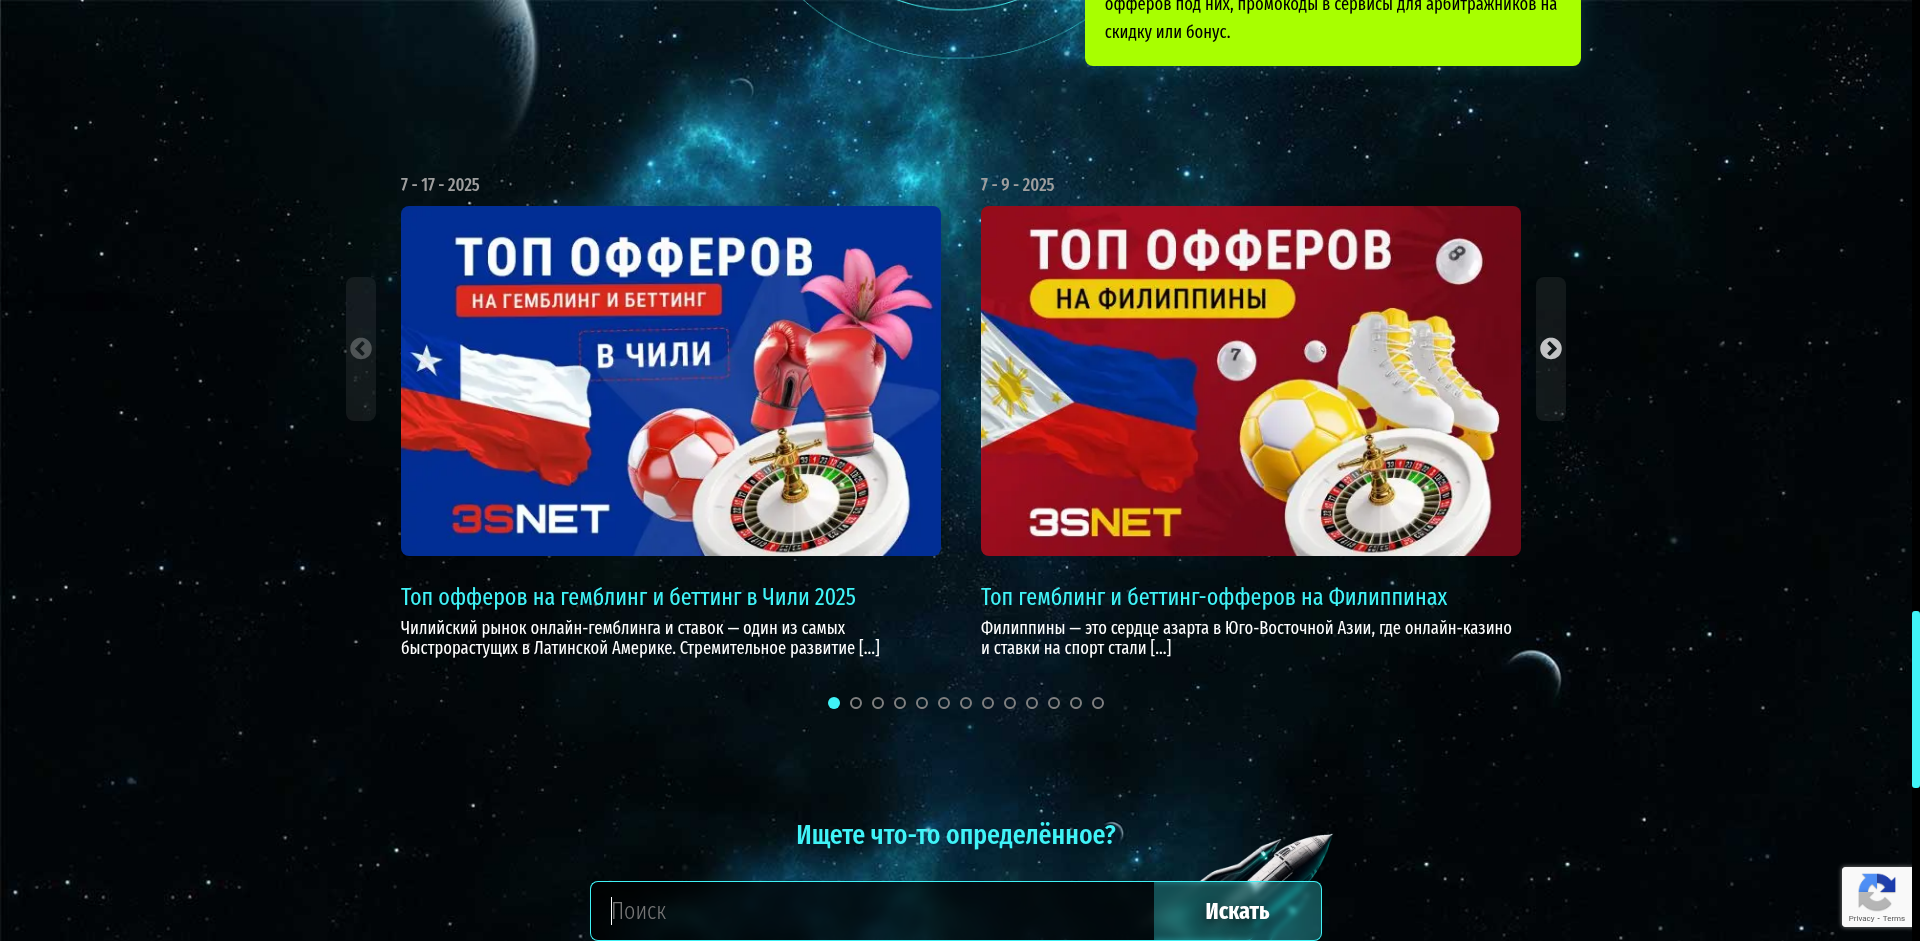 офферов под них, промокоды в сервисы для арбитражников на
скидку или бонус.
7 - 17 - 2025
ТОП ОФФЕРОВ
НА ГЕМБЛИНГ И БЕТТИНГ
В ЧИЛИ
3SNET
Топ офферов на гемблинг и беттинг в Чили 2025
Чилийский рынок онлайн-гемблинга и ставок — один из самых
быстрорастущих в Латинской Америке. Стремительное развитие [...]
7 - 9 - 2025
ТОП ОФФЕРОВ
НА ФИЛИППИНЫ
8
7
3SNET
Топ гемблинг и беттинг-офферов на Филиппинах
Филиппины — это сердце азарта в Юго-Восточной Азии, где онлайн-казино
и ставки на спорт стали [...]
Ищете что-то определённое?
Поиск
Искать
Privacy - Terms